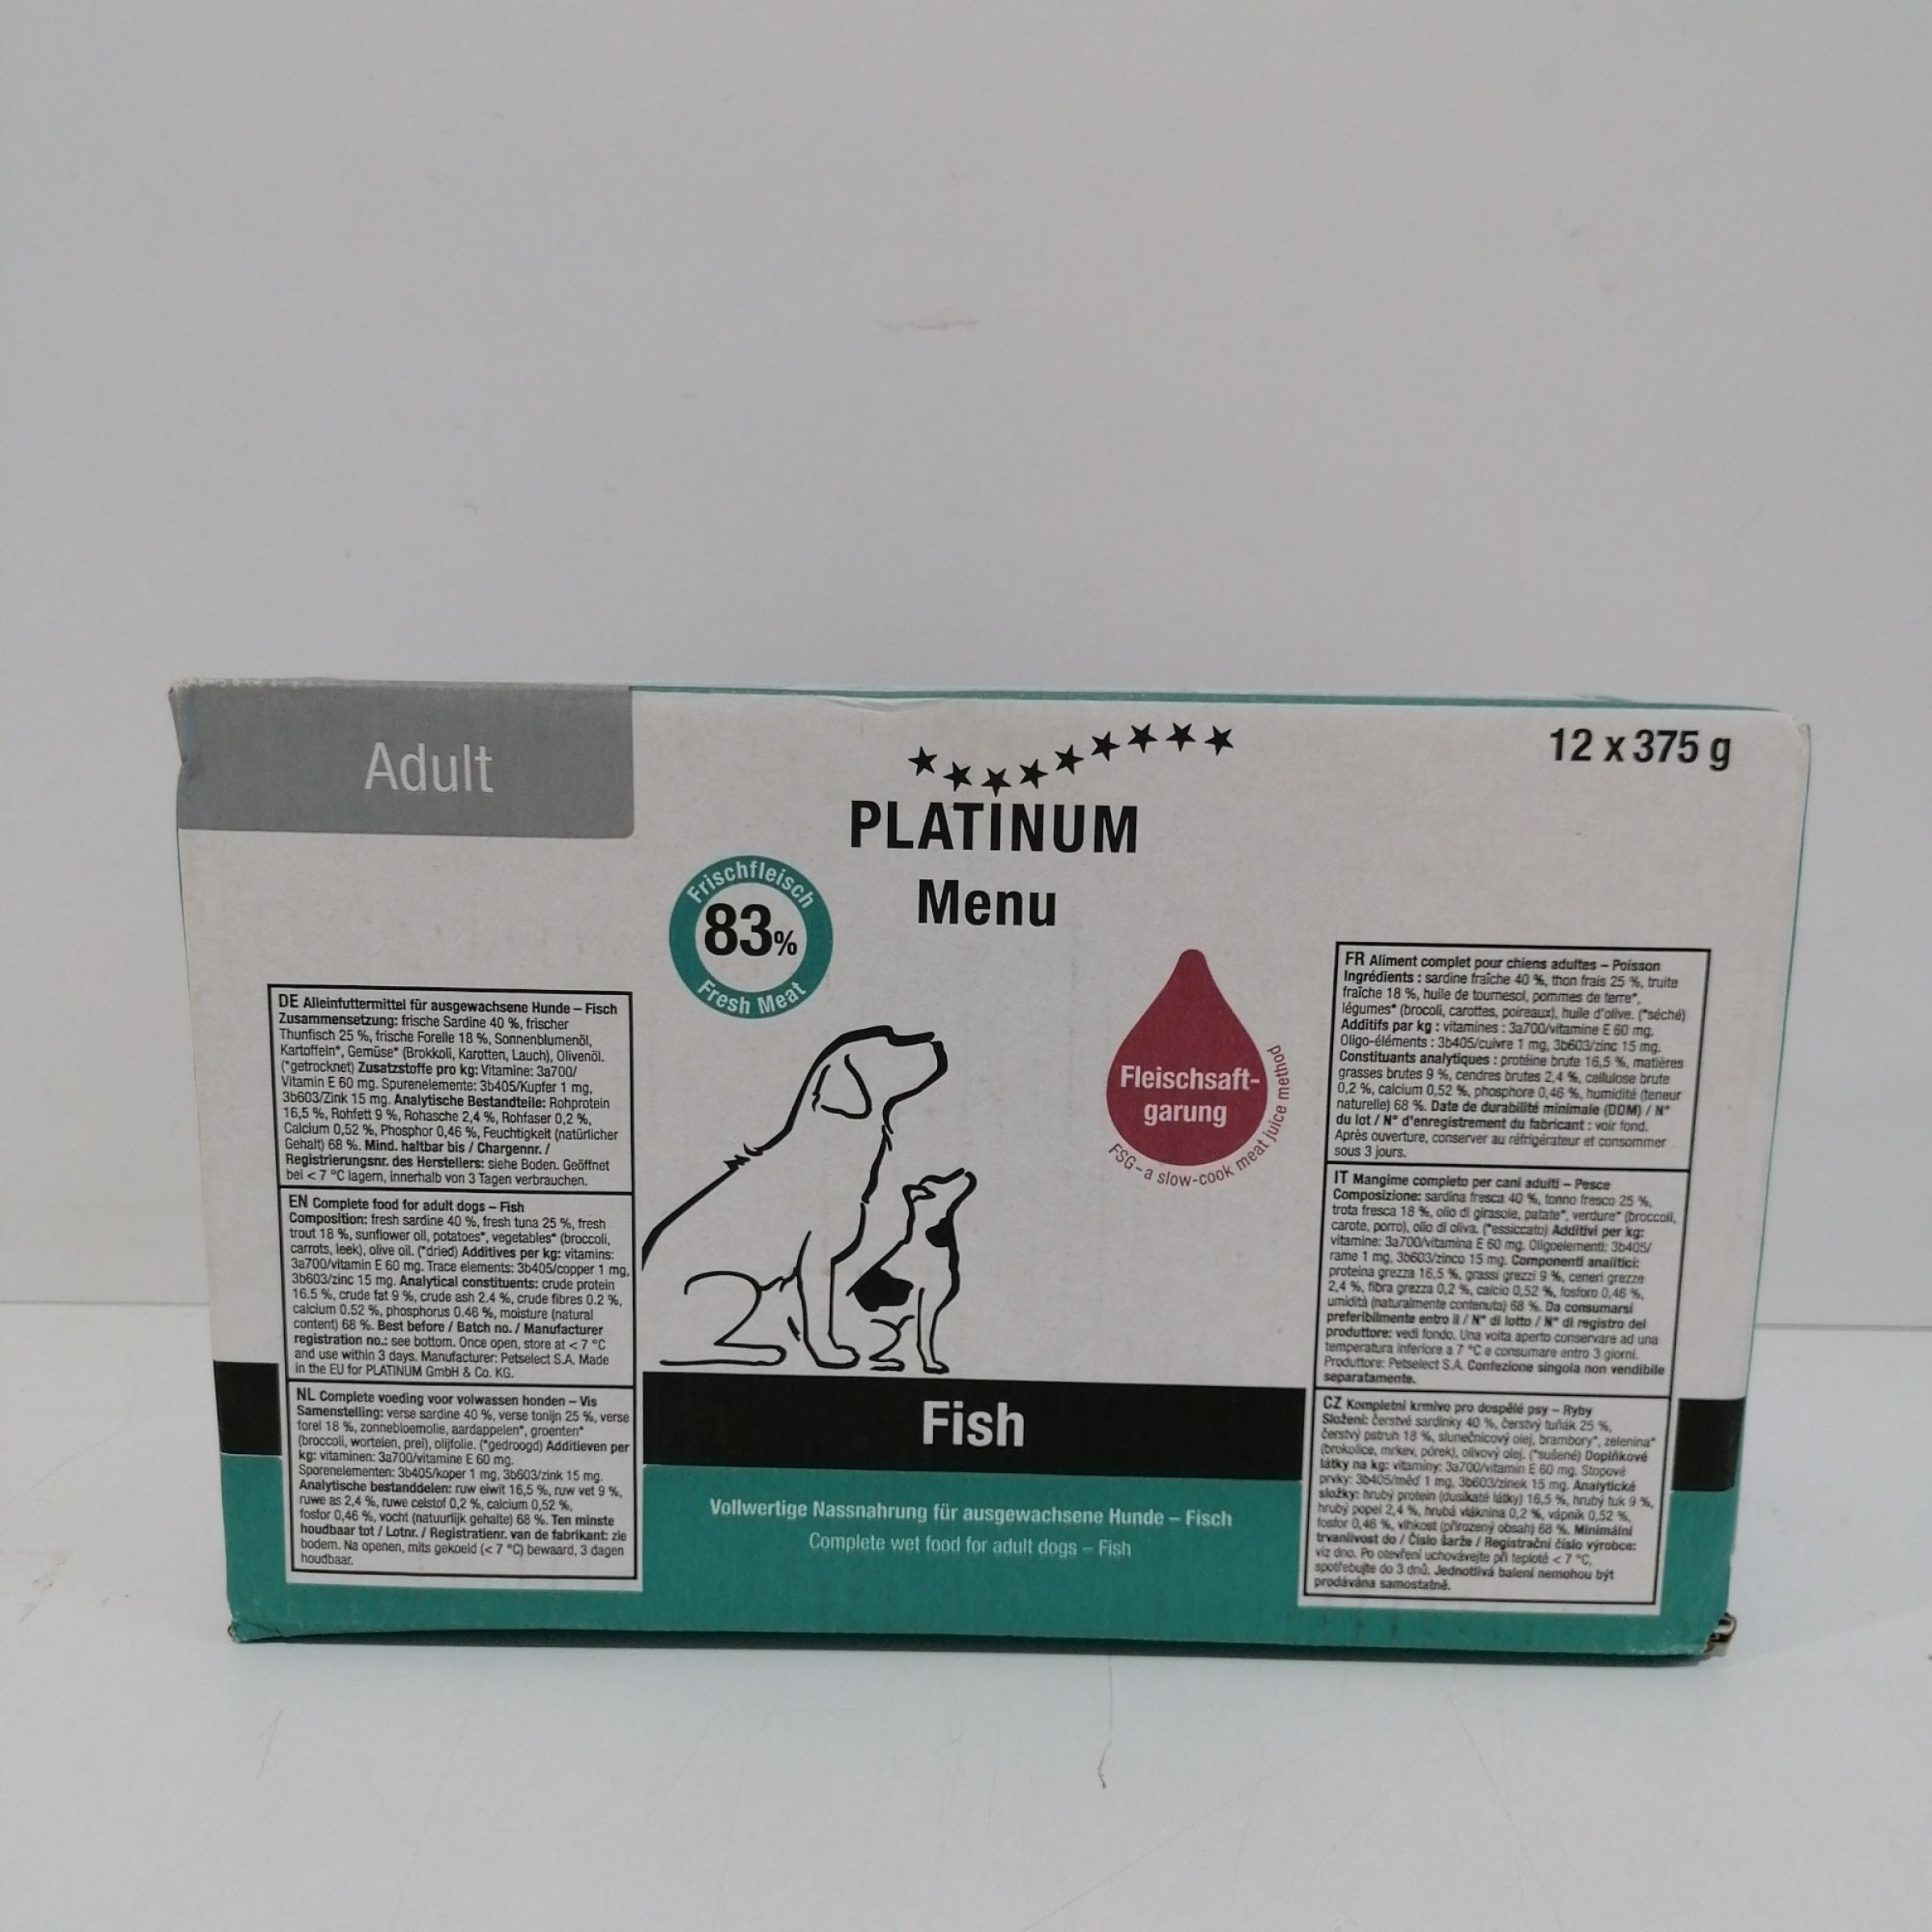 Adult
PLATINUM
Menu
12 x 375 g
Frischfleisch
83%
Fresh Meat
Fleischsaft-
garung
FSG – a slow-cook meat juice method
DE Alleinfuttermittel für ausgewachsene Hunde – Fisch
Zusammensetzung: frische Sardine 40 %, frischer
Thunfisch 25 %, frische Forelle 18 %, Sonnenblumenöl,
Kartoffeln*, Gemüse* (Brokkoli, Karotten, Lauch), Olivenöl.
(*getrocknet) Zusatzstoffe pro kg: Vitamine: 3a700/
Vitamin E 60 mg. Spurenelemente: 3b405/Kupfer 1 mg,
3b603/Zink 15 mg. Analytische Bestandteile: Rohprotein
16,5 %, Rohfett 9 %, Rohasche 2,4 %, Rohfaser 0,2 %,
Calcium 0,52 %, Phosphor 0,46 %, Feuchtigkeit (natürlicher
Gehalt) 68 %. Mind. haltbar bis / Chargennr. /
Registrierungsnr. des Herstellers: siehe Boden. Geöffnet
bei < 7 °C lagern, innerhalb von 3 Tagen verbrauchen.
EN Complete food for adult dogs – Fish
Composition: fresh sardine 40 %, fresh tuna 25 %, fresh
trout 18 %, sunflower oil, potatoes*, vegetables* (broccoli,
carrots, leek), olive oil. (*dried) Additives per kg: vitamins:
3a700/vitamin E 60 mg. Trace elements: 3b405/copper 1 mg,
3b603/zinc 15 mg. Analytical constituents: crude protein
16.5 %, crude fat 9 %, crude ash 2.4 %, crude fibres 0.2 %,
calcium 0.52 %, phosphorus 0.46 %, moisture (natural
content) 68 %. Best before / Batch no. / Manufacturer
registration no.: see bottom. Once open, store at < 7 °C
and use within 3 days. Manufacturer: Petselect S.A. Made
in the EU for PLATINUM GmbH & Co. KG.
NL Complete voeding voor volwassen honden – Vis
Samenstelling: verse sardine 40 %, verse tonijn 25 %, verse
forel 18 %, zonnebloemolie, aardappelen*, groenten*
(broccoli, wortelen, prei), olijfolie. (*gedroogd) Additieven per
kg: vitaminen: 3a700/vitamine E 60 mg.
Sporenelementen: 3b405/koper 1 mg, 3b603/zink 15 mg.
Analytische bestanddelen: ruw eiwit 16,5 %, ruw vet 9 %,
ruwe as 2,4 %, ruwe celstof 0,2 %, calcium 0,52 %,
fosfor 0,46 %, vocht (natuurlijk gehalte) 68 %. Ten minste
houdbaar tot / Lotnr. / Registratienr. van de fabrikant: zie
bodem. Na openen, mits gekoeld (< 7 °C) bewaard, 3 dagen
houdbaar.
Fish
Vollwertige Nassnahrung für ausgewachsene Hunde – Fisch
Complete wet food for adult dogs – Fish
FR Aliment complet pour chiens adultes – Poisson
Ingrédients : sardine fraîche 40 %, thon frais 25 %, truite
fraîche 18 %, huile de tournesol, pommes de terre*,
légumes* (brocoli, carottes, poireaux), huile d'olive. (*séché)
Additifs par kg : vitamines : 3a700/vitamine E 60 mg.
Oligo-éléments : 3b405/cuivre 1 mg, 3b603/zinc 15 mg.
Constituants analytiques : protéine brute 16,5 %, matières
grasses brutes 9 %, cendres brutes 2,4 %, cellulose brute
0,2 %, calcium 0,52 %, phosphore 0,46 %, humidité (teneur
naturelle) 68 %. Date de durabilité minimale (DDM) / N°
du lot / N° d'enregistrement du fabricant : voir fond.
Après ouverture, conserver au réfrigérateur et consommer
sous 3 jours.
IT Mangime completo per cani adulti – Pesce
Composizione: sardina fresca 40 %, tonno fresco 25 %,
trota fresca 18 %, olio di girasole, patate*, verdure* (broccoli,
carote, porro), olio di oliva. (*essiccato) Additivi per kg:
vitamine: 3a700/vitamina E 60 mg. Oligoelementi: 3b405/
rame 1 mg, 3b603/zinco 15 mg. Componenti analitici:
proteina grezza 16,5 %, grassi grezzi 9 %, ceneri grezze
2,4 %, fibra grezza 0,2 %, calcio 0,52 %, fosforo 0,46 %,
umidità (naturalmente contenuta) 68 %. Da consumarsi
preferibilmente entro il / N° di lotto / N° di registro del
produttore: vedi fondo. Una volta aperto conservare ad una
temperatura inferiore a 7 °C e consumare entro 3 giorni.
Produttore: Petselect S.A. Confezione singola non vendibile
separatamente.
CZ Kompletní krmivo pro dospělé psy – Ryby
Složení: čerstvé sardinky 40 %, čerstvý tuňák 25 %,
čerstvý pstruh 18 %, slunečnicový olej, brambory*, zelenina*
(brokolice, mrkev, pórek), olivový olej. (*sušené) Doplňkové
látky na kg: vitamíny: 3a700/vitamin E 60 mg. Stopové
prvky: 3b405/měď 1 mg, 3b603/zinek 15 mg. Analytické
složky: hrubý protein (dusíkaté látky) 16,5 %, hrubý tuk 9 %,
hrubý popel 2,4 %, hrubá vláknina 0,2 %, vápník 0,52 %,
fosfor 0,46 %, vlhkost (přirozený obsah) 68 %. Minimální
trvanlivost do / Číslo šarže / Registrační číslo výrobce:
viz dno. Po otevření uchovávejte při teplotě < 7 °C,
spotřebujte do 3 dnů. Jednotlivá balení nemohou být
prodávána samostatně.